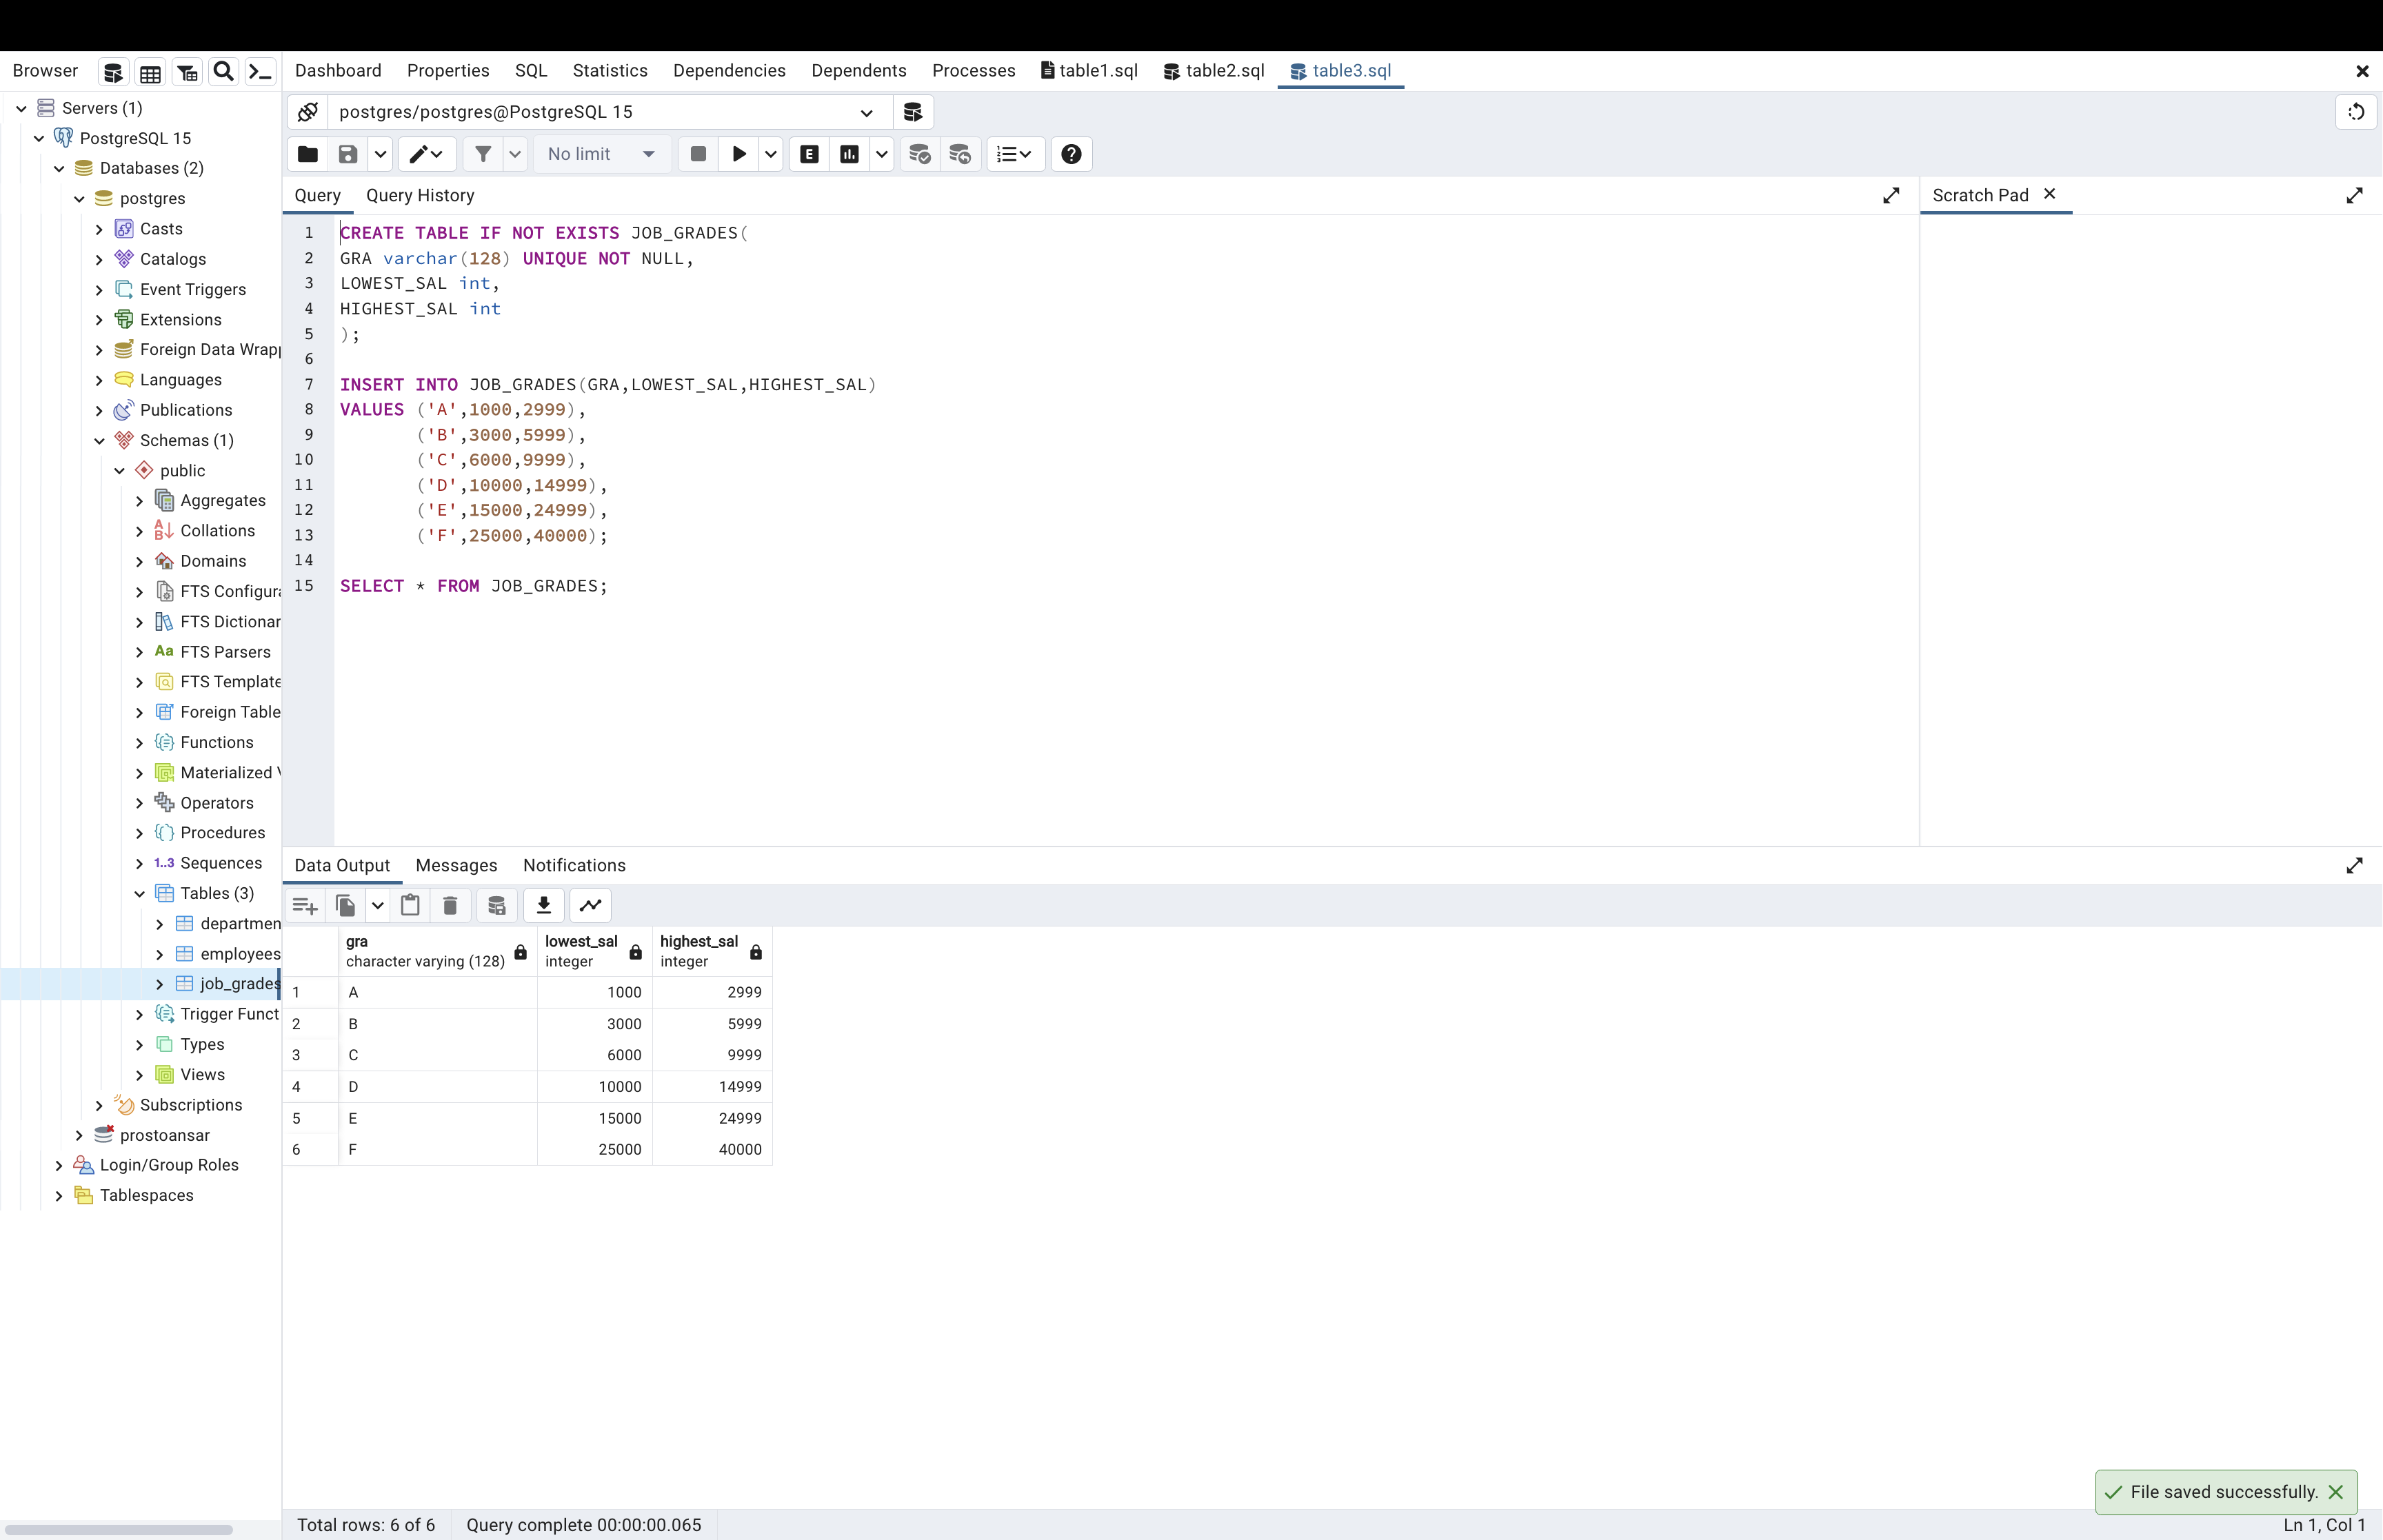 Browser
Dashboard Properties SQL Statistics Dependencies Dependents Processes table1.sql table2.sql table3.sql
Servers (1)
PostgreSQL 15
Databases (2)
postgres
Casts
Catalogs
Event Triggers
Extensions
Foreign Data Wrap
Languages
Publications
Schemas (1)
public
Aggregates
Collations
Domains
FTS Configura
FTS Dictionar
Aa FTS Parsers
FTS Template
Foreign Table
Functions
Materialized V
Operators
Procedures
1..3 Sequences
Tables (3)
departmen
employees
job_grades
Trigger Funct
Types
Views
Subscriptions
prostoansar
Login/Group Roles
Tablespaces
postgres/postgres@PostgreSQL 15
No limit
E
Query Query History
Scratch Pad
1 CREATE TABLE IF NOT EXISTS JOB_GRADES(
2 GRA varchar(128) UNIQUE NOT NULL,
3 LOWEST_SAL int,
4 HIGHEST_SAL int
5 );
6
7 INSERT INTO JOB_GRADES(GRA,LOWEST_SAL,HIGHEST_SAL)
8 VALUES ('A',1000,2999),
9 ('B',3000,5999),
10 ('C',6000,9999),
11 ('D',10000,14999),
12 ('E',15000,24999),
13 ('F',25000,40000);
14
15 SELECT * FROM JOB_GRADES;
Data Output Messages Notifications
gra lowest_sal highest_sal
character varying (128) integer integer
1 A 1000 2999
2 B 3000 5999
3 C 6000 9999
4 D 10000 14999
5 E 15000 24999
6 F 25000 40000
File saved successfully.
Total rows: 6 of 6 Query complete 00:00:00.065 Ln 1, Col 1